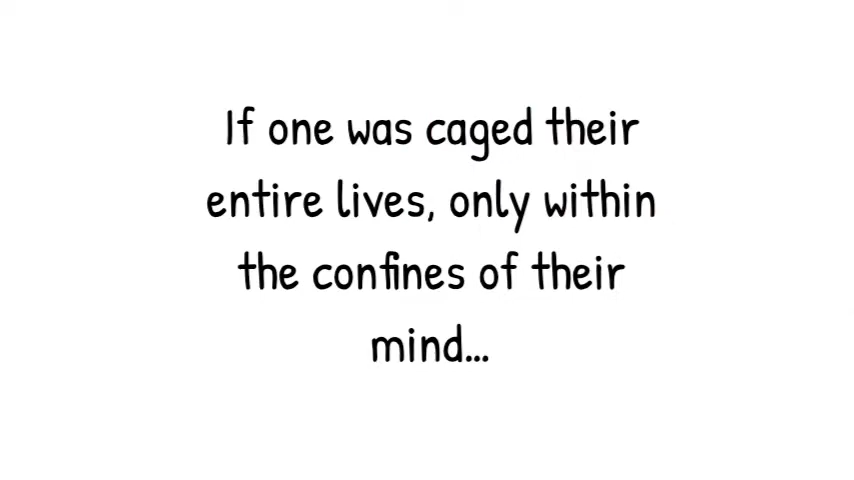 If one was caged their
entire lives, only within
the confines of their
mind...